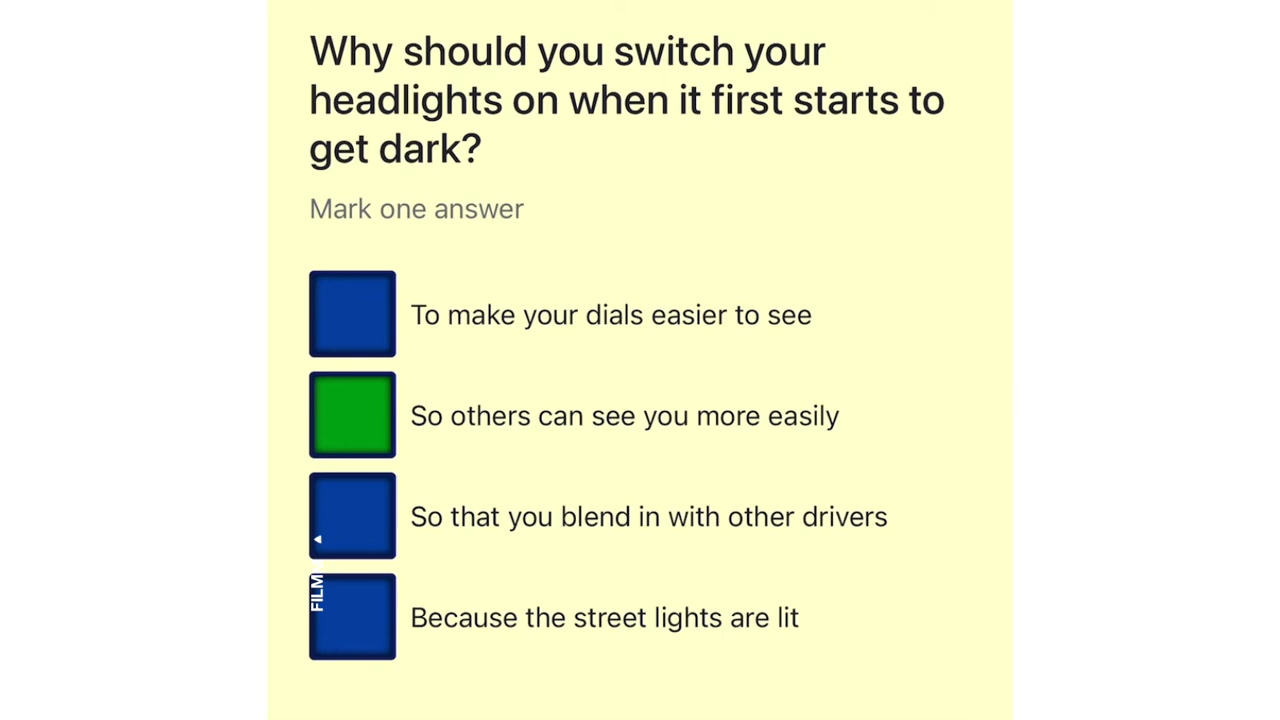 Why should you switch your
headlights on when it first starts to
get dark?
Mark one answer
To make your dials easier to see
So others can see you more easily
So that you blend in with other drivers
Because the street lights are lit
FILM